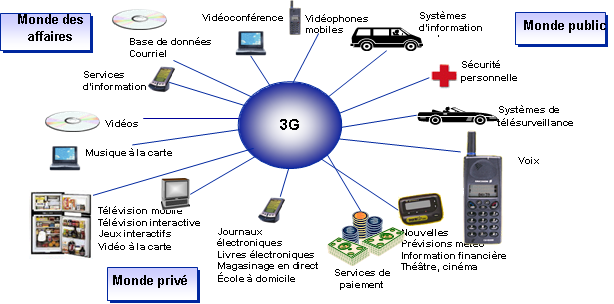 Monde des
affaires
Vidéoconférence
Vidéophones
mobiles
Systèmes
d'information
Monde public
Base de données
Courriel
Services
d'information
Sécurité
personnelle
3G
Vidéos
Systèmes de
télésurveillance
Musique à la carte
Voix
Télévision mobile
Télévision interactive
Jeux interactifs
Vidéo à la carte
Journaux
électroniques
Livres électroniques
Magasinage en direct
École à domicile
Services de
paiement
Nouvelles
Prévisions météo
Information financière
Théâtre, cinéma
Monde privé